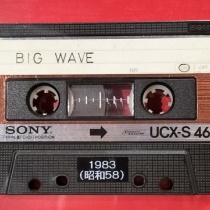 BIG WAVE
SONY
UCX-S 46
1983
(昭和58)